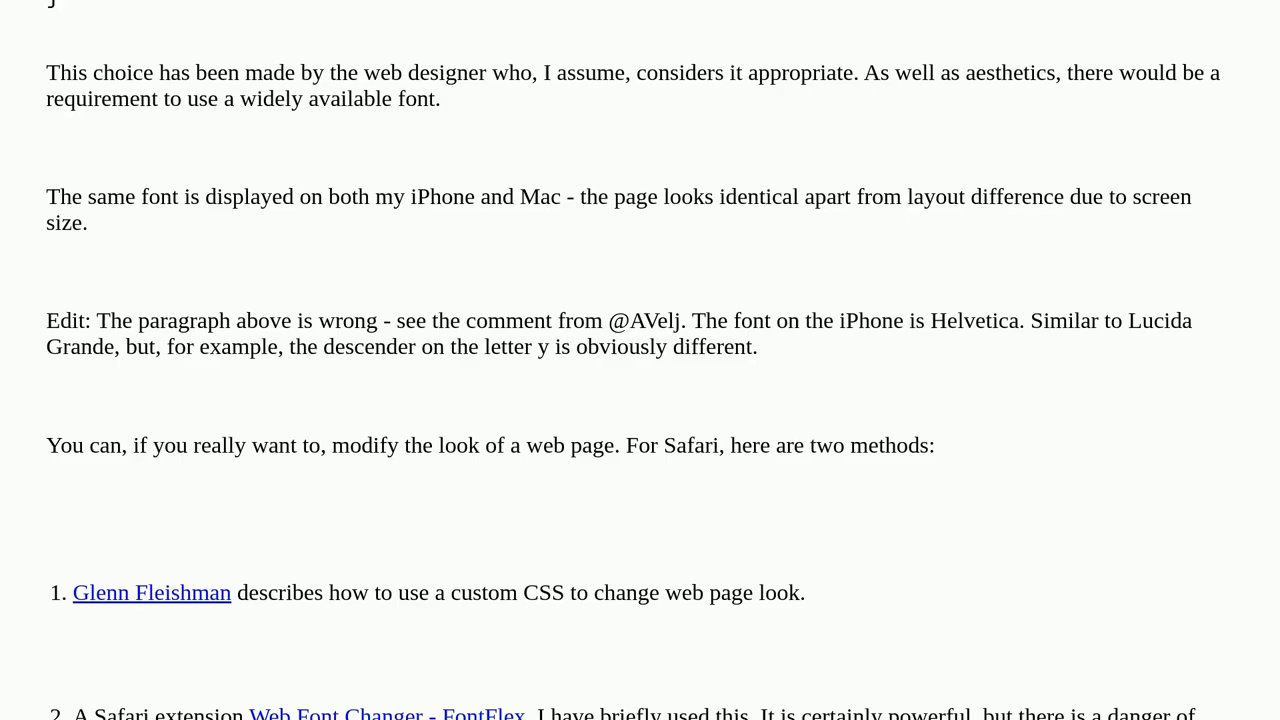 }
This choice has been made by the web designer who, I assume, considers it appropriate. As well as aesthetics, there would be a
requirement to use a widely available font.
The same font is displayed on both my iPhone and Mac - the page looks identical apart from layout difference due to screen
size.
Edit: The paragraph above is wrong - see the comment from @AVelj. The font on the iPhone is Helvetica. Similar to Lucida
Grande, but, for example, the descender on the letter y is obviously different.
You can, if you really want to, modify the look of a web page. For Safari, here are two methods:
1. Glenn Fleishman describes how to use a custom CSS to change web page look.
2. A Safari extension Web Font Changer - FontFlex. I have briefly used this. It is certainly powerful, but there is a danger of